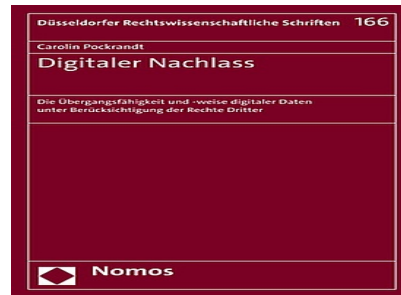 Düsseldorfer Rechtswissenschaftliche Schriften 166
Carolin Pockrandt
Digitaler Nachlass
Die Übergangsfähigkeit und -weise digitaler Daten
unter Berücksichtigung der Rechte Dritter
Nomos